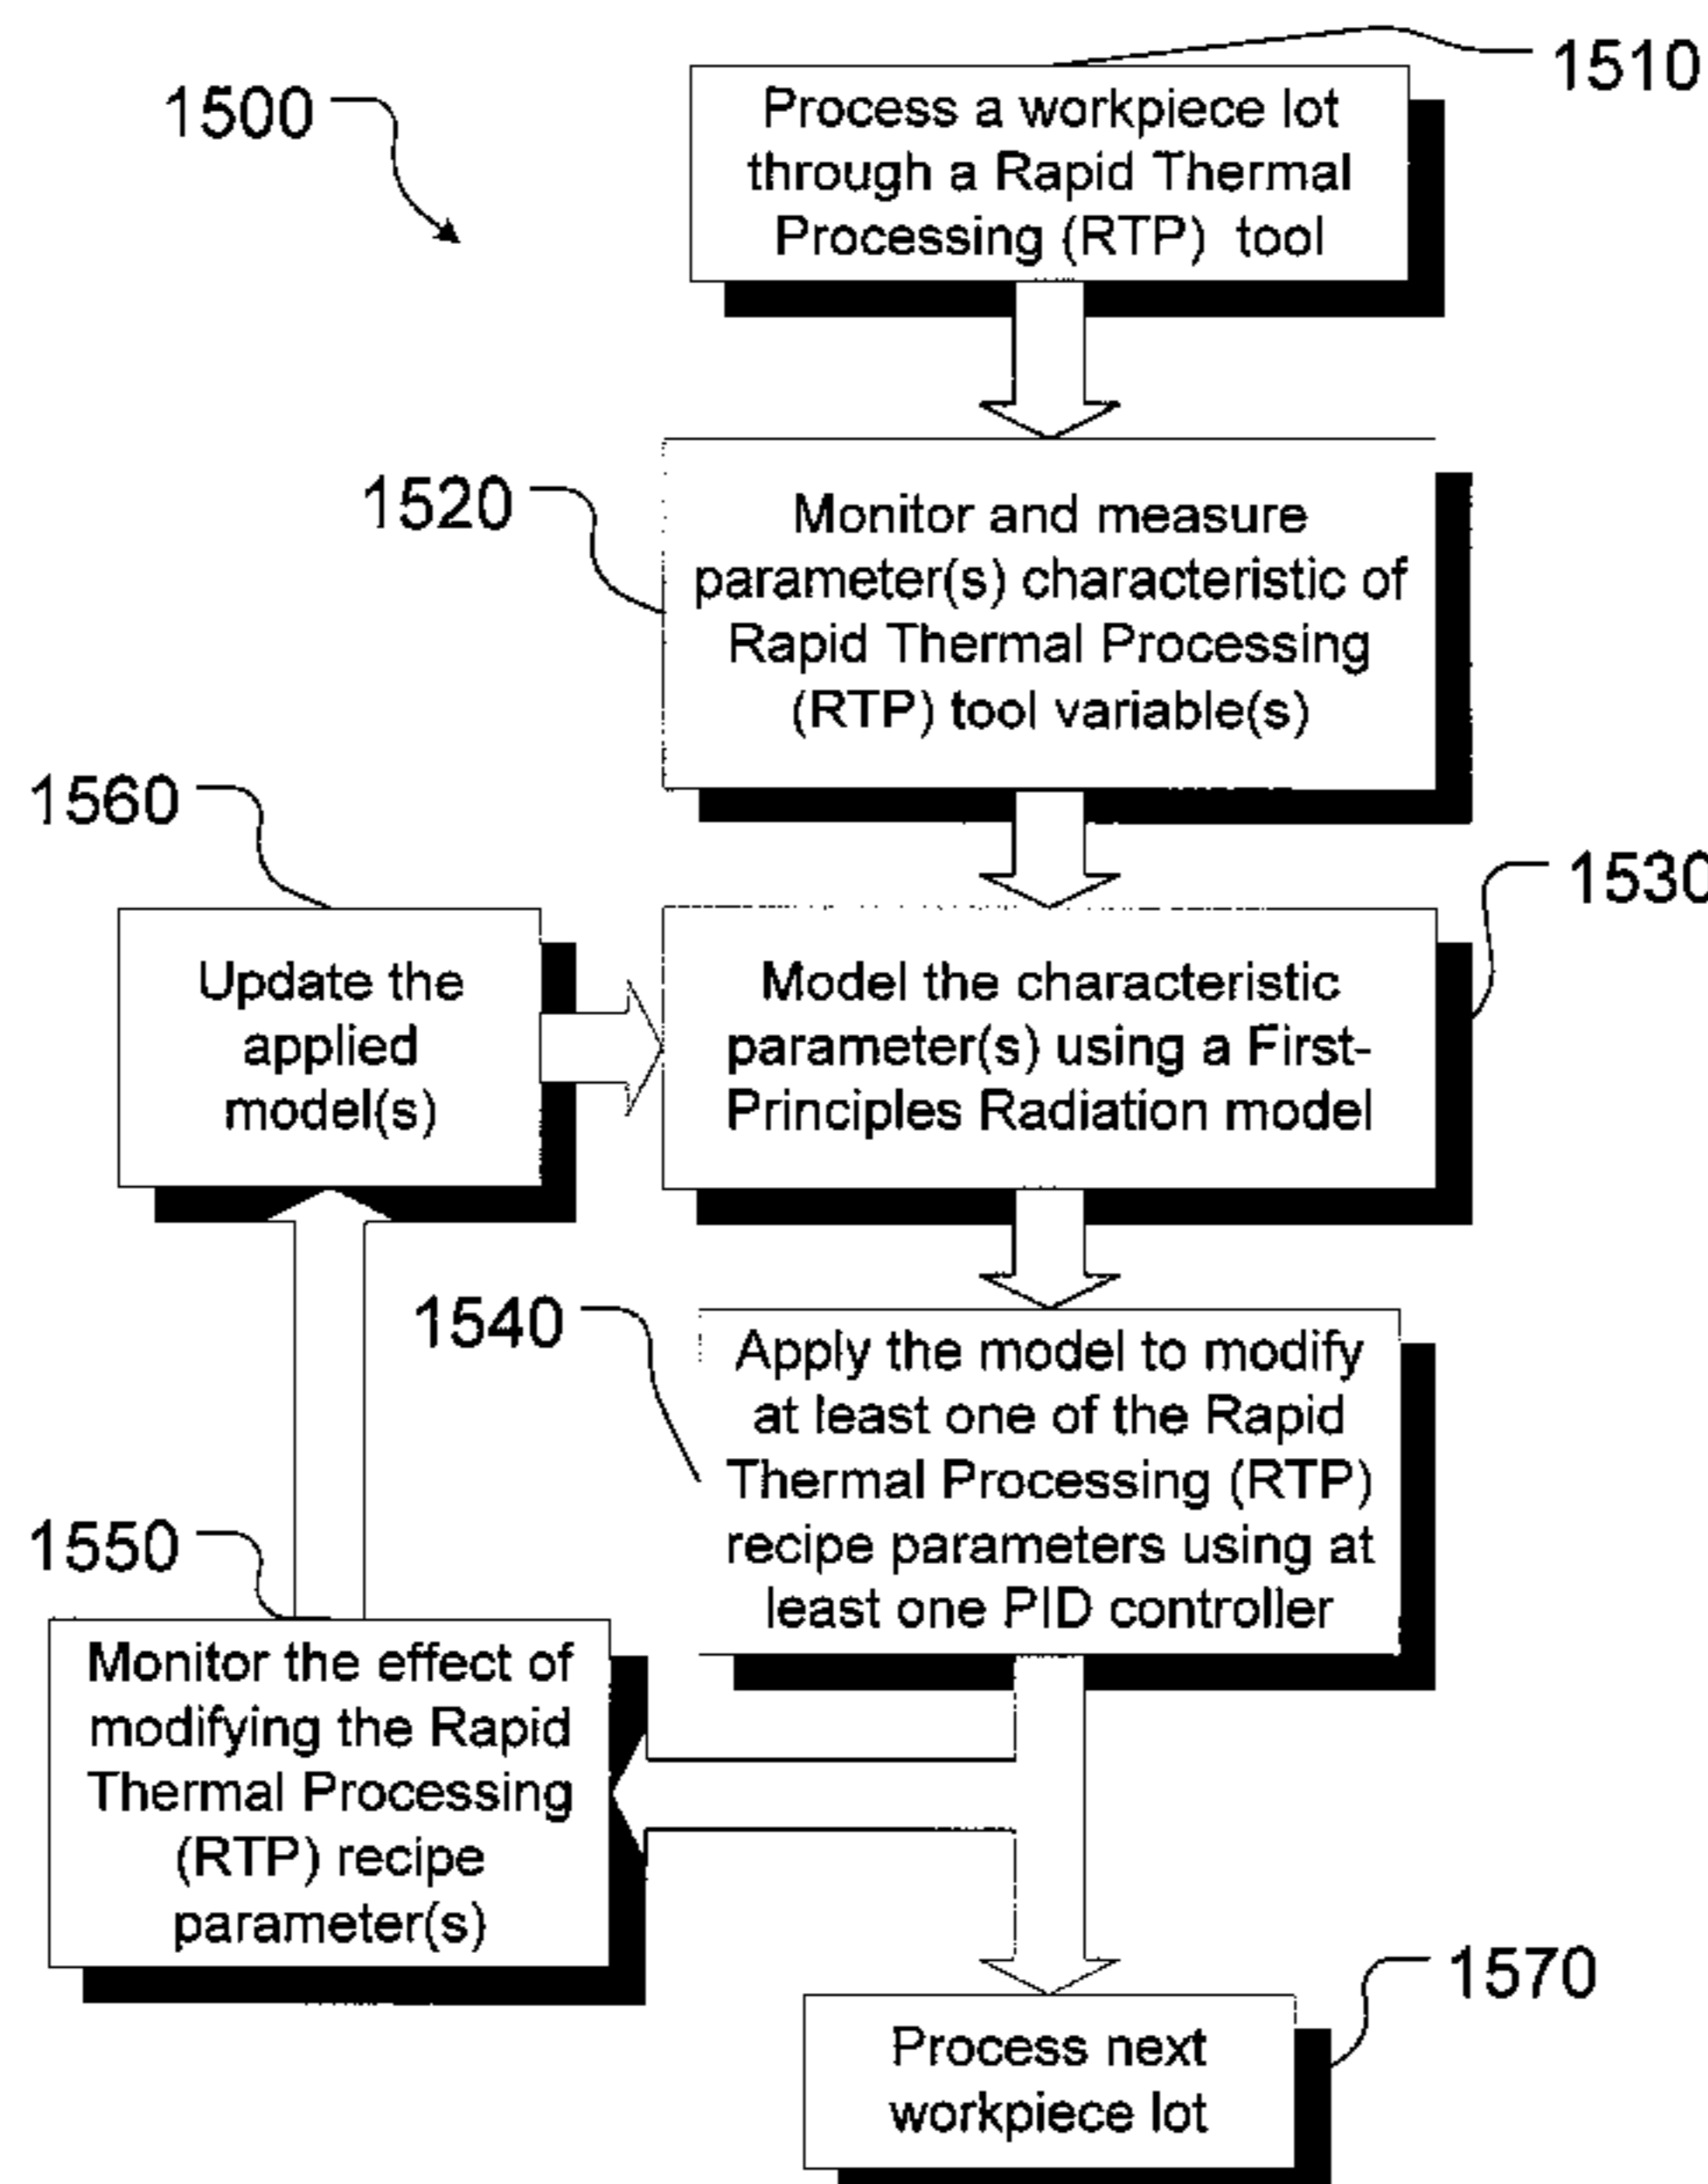 1500
1510
Process a workpiece lot
through a Rapid Thermal
Processing (RTP) tool
1520
Monitor and measure
parameter(s) characteristic of
Rapid Thermal Processing
(RTP) tool variable(s)
1560
Update the
applied
model(s)
1530
Model the characteristic
parameter(s) using a First-
Principles Radiation model
1540
Apply the model to modify
at least one of the Rapid
Thermal Processing (RTP)
recipe parameters using at
least one PID controller
1550
Monitor the effect of
modifying the Rapid
Thermal Processing
(RTP) recipe
parameter(s)
1570
Process next
workpiece lot